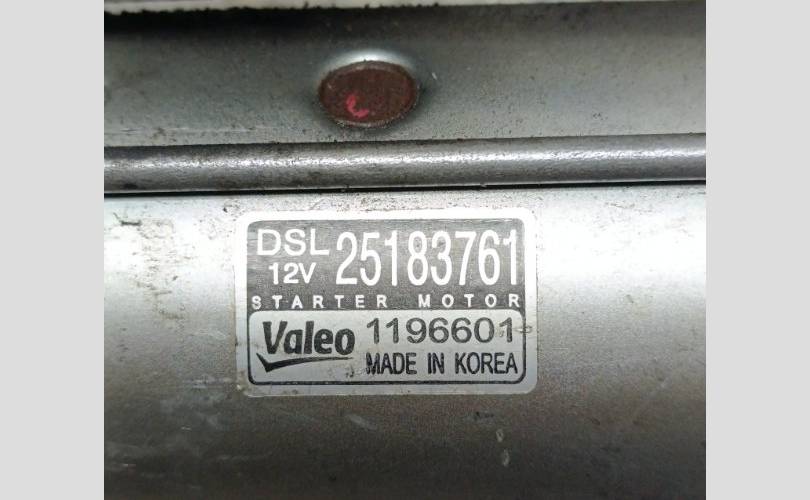 DSL 25183761
12V
STARTER MOTOR
Valeo 1196601
MADE IN KOREA